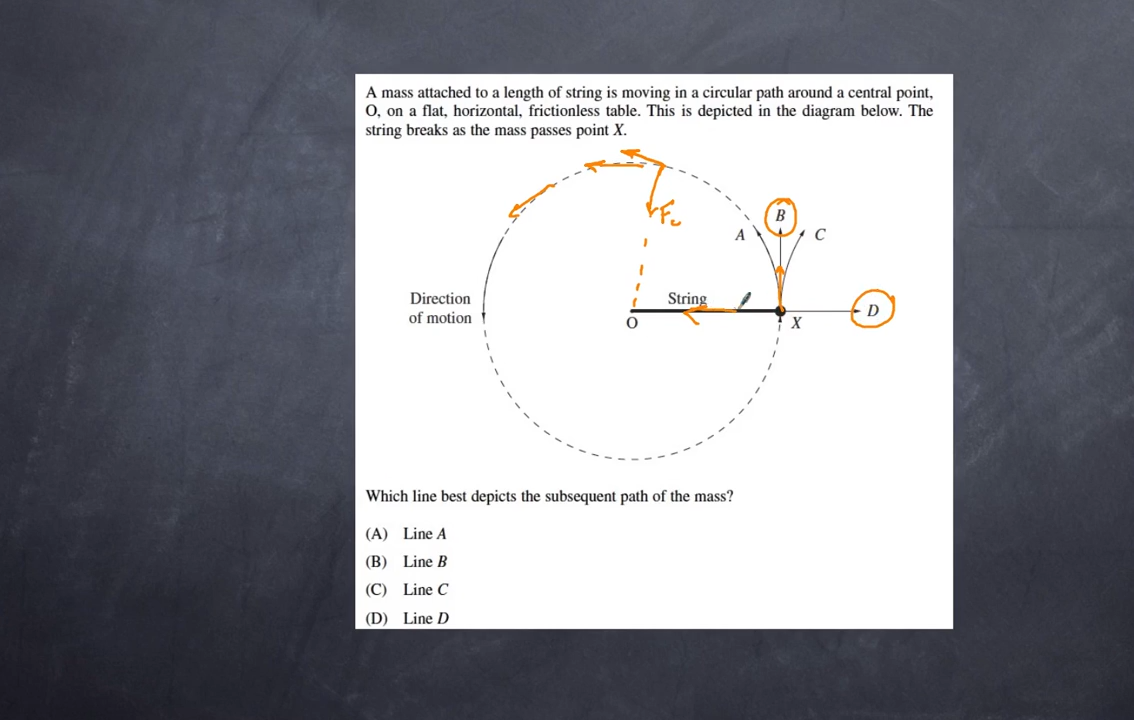 A mass attached to a length of string is moving in a circular path around a central point,
O, on a flat, horizontal, frictionless table. This is depicted in the diagram below. The
string breaks as the mass passes point X.
Fc
B
A
C
Direction
of motion
String
D
O
X
Which line best depicts the subsequent path of the mass?
(A) Line A
(B) Line B
(C) Line C
(D) Line D